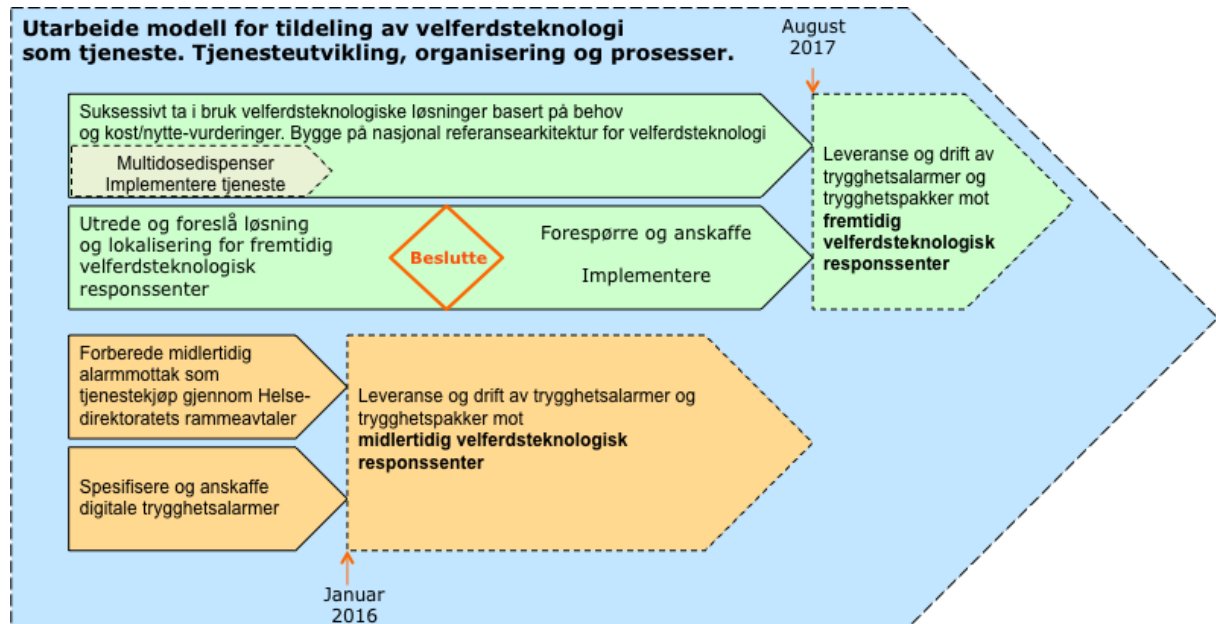 Utarbeide modell for tildeling av velferdsteknologi
som tjeneste. Tjenesteutvikling, organisering og prosesser.
August
2017
Suksessivt ta i bruk velferdsteknologiske løsninger basert på behov
og kost/nytte-vurderinger. Bygge på nasjonal referansearkitektur for velferdsteknologi
Multidosedispenser
Implementere tjeneste
Utrede og foreslå løsning
og lokalisering for fremtidig
velferdsteknologisk
responssenter
Beslutte
Forespørre og anskaffe
Implementere
Leveranse og drift av
trygghetsalarmer og
trygghetspakker mot
fremtidig
velferdsteknologisk
responssenter
Forberede midlertidig
alarmmottak som
tjenestekjøp gjennom Helse-
direktoratets rammeavtaler
Spesifisere og anskaffe
digitale trygghetsalarmer
Leveranse og drift av trygghetsalarmer og
trygghetspakker mot
midlertidig velferdsteknologisk
responssenter
Januar
2016